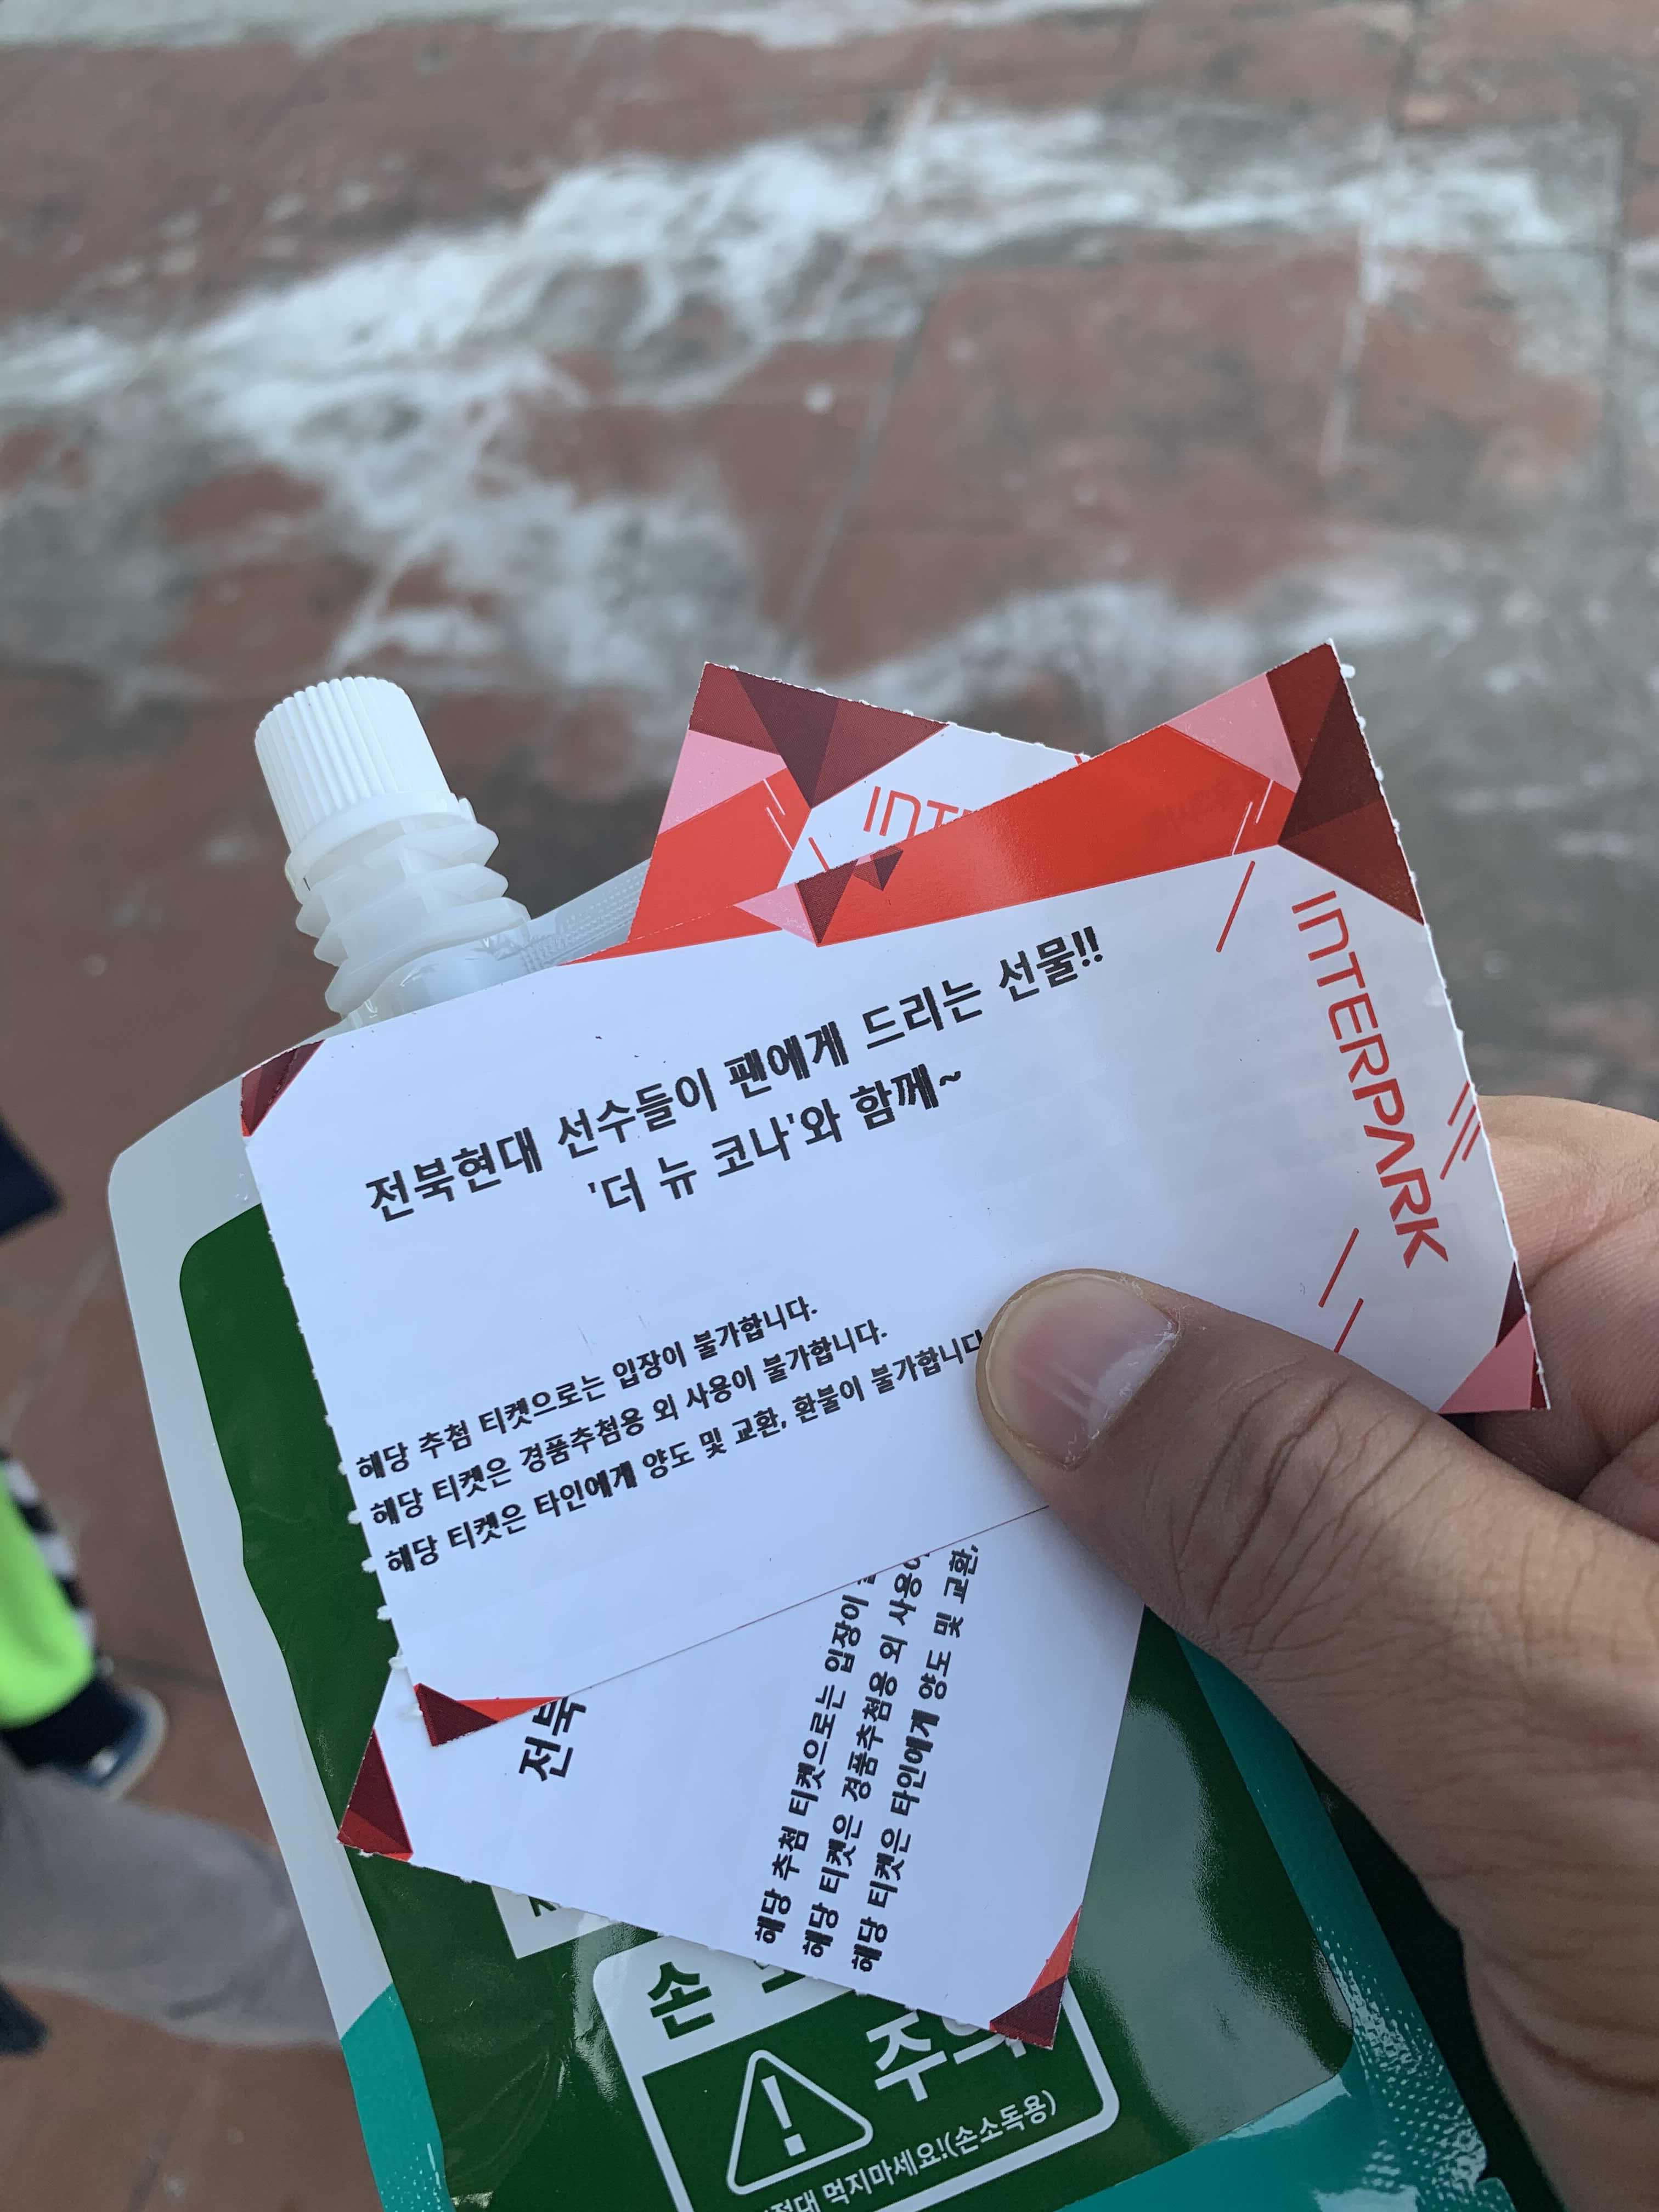 INT
INTERPARK
전북현대 선수들이 팬에게 드리는 선물!!
'더 뉴 코나'와 함께~
해당 추첨 티켓으로는 입장이 불가합니다.
해당 티켓은 경품추첨용 외 사용이 불가합니다.
해당 티켓은 타인에게 양도 및 교환, 환불이 불가합니다
전북
해당 추첨 티켓으로는 입장이
해당 티켓은 경품추첨용 외 사용이
해당 티켓은 타인에게 양도 및 교환,
손
주의
절대 먹지마세요!(손소독용)